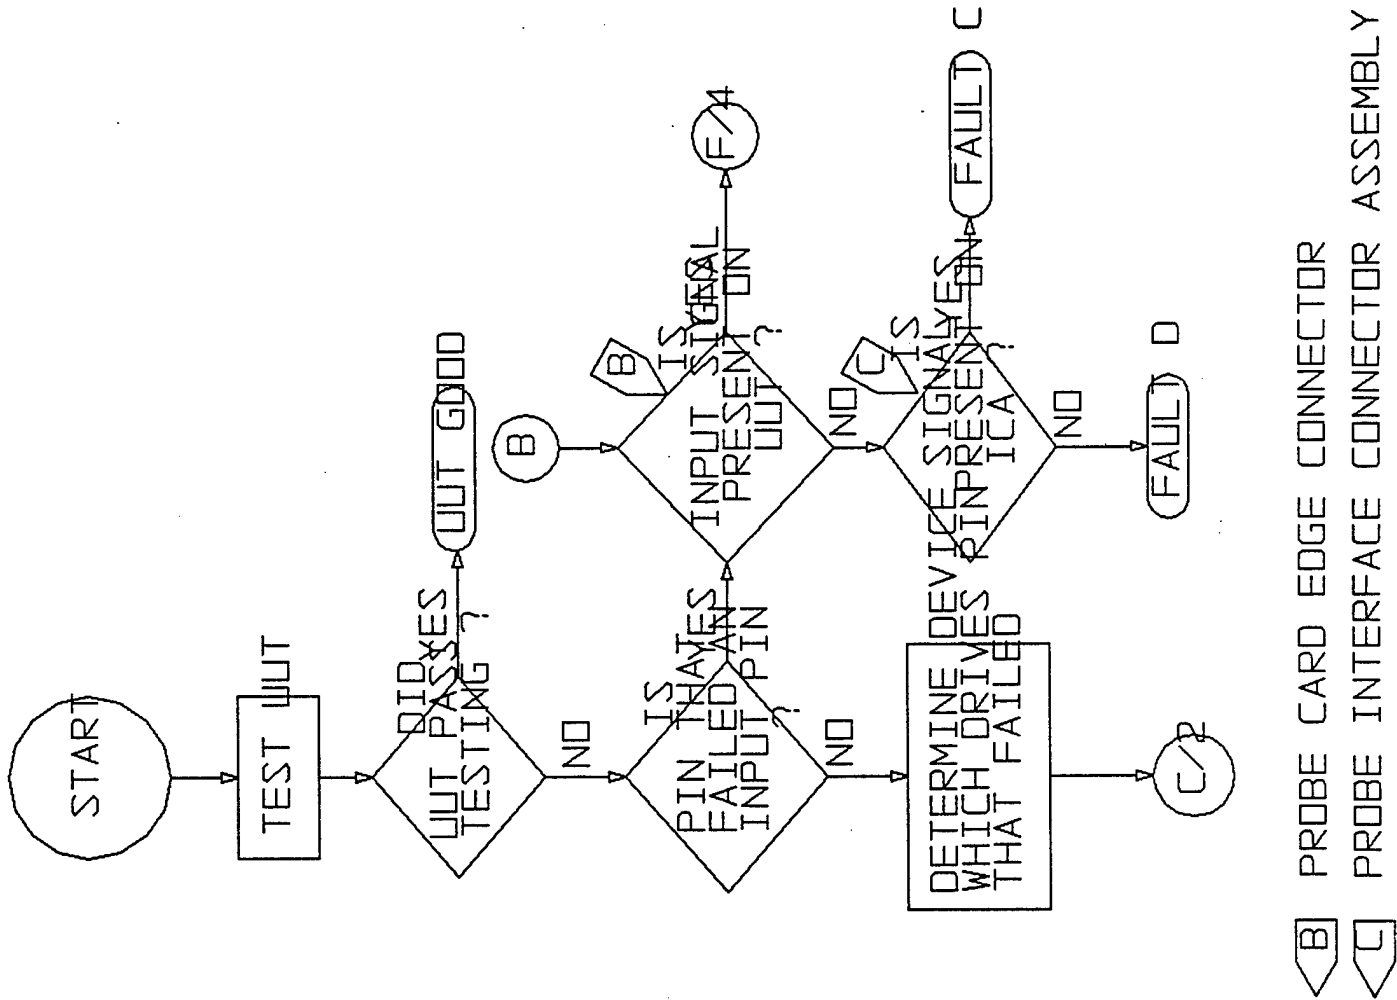 START
TEST UUT
DID
UUT PASS
TESTING ?
YES
UUT GOOD
NO
IS
PIN THAT
FAILED AN
INPUT PIN
?
YES
NO
DETERMINE DEVICE
WHICH DRIVES PIN
THAT FAILED
C/2
B
B
IS
INPUT SIGNAL
PRESENT ON
UUT
?
YES
F/4
NO
C
IS
SIGNAL
PRESENT ON
ICA ?
YES
FAULT C
NO
FAULT D
B PROBE CARD EDGE CONNECTOR
C PROBE INTERFACE CONNECTOR ASSEMBLY